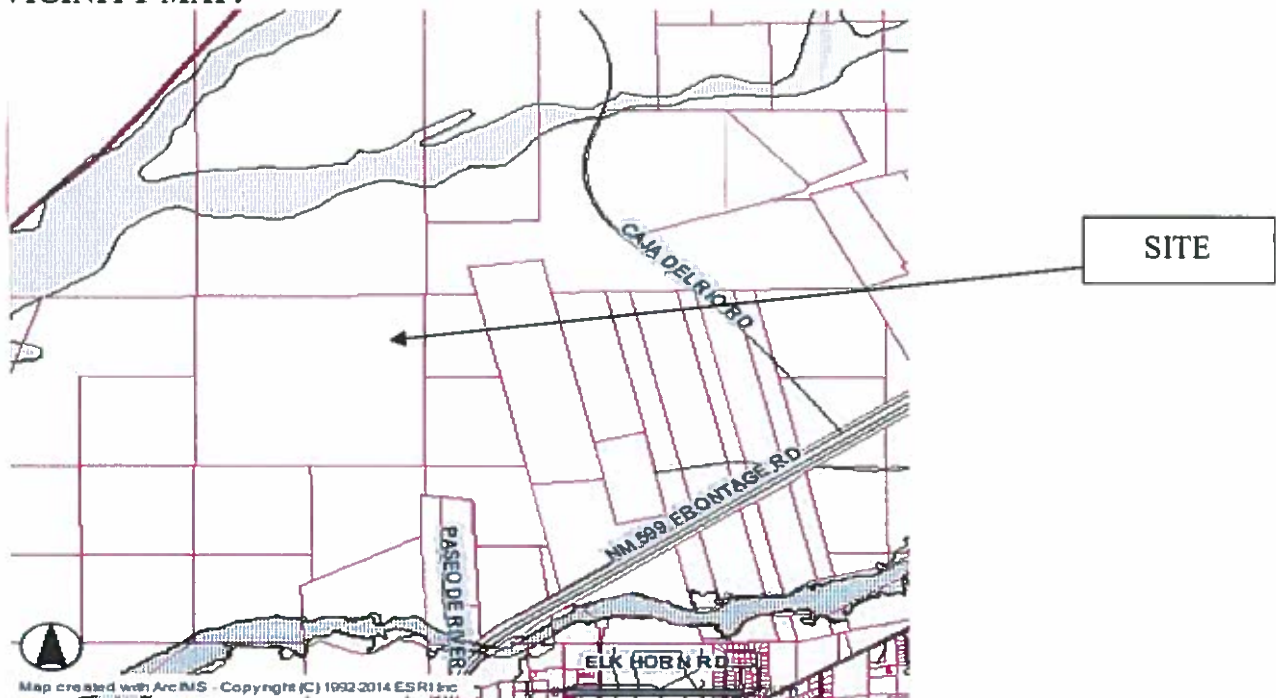 VICINITY MAP:
CAJA DEL RIO RD
SITE
NM 599 FRONTAGE RD
PASEO DE RIVER
ELK HORN RD
Map created with ArcIMS - Copyright (C) 1992-2014 ESRI Inc